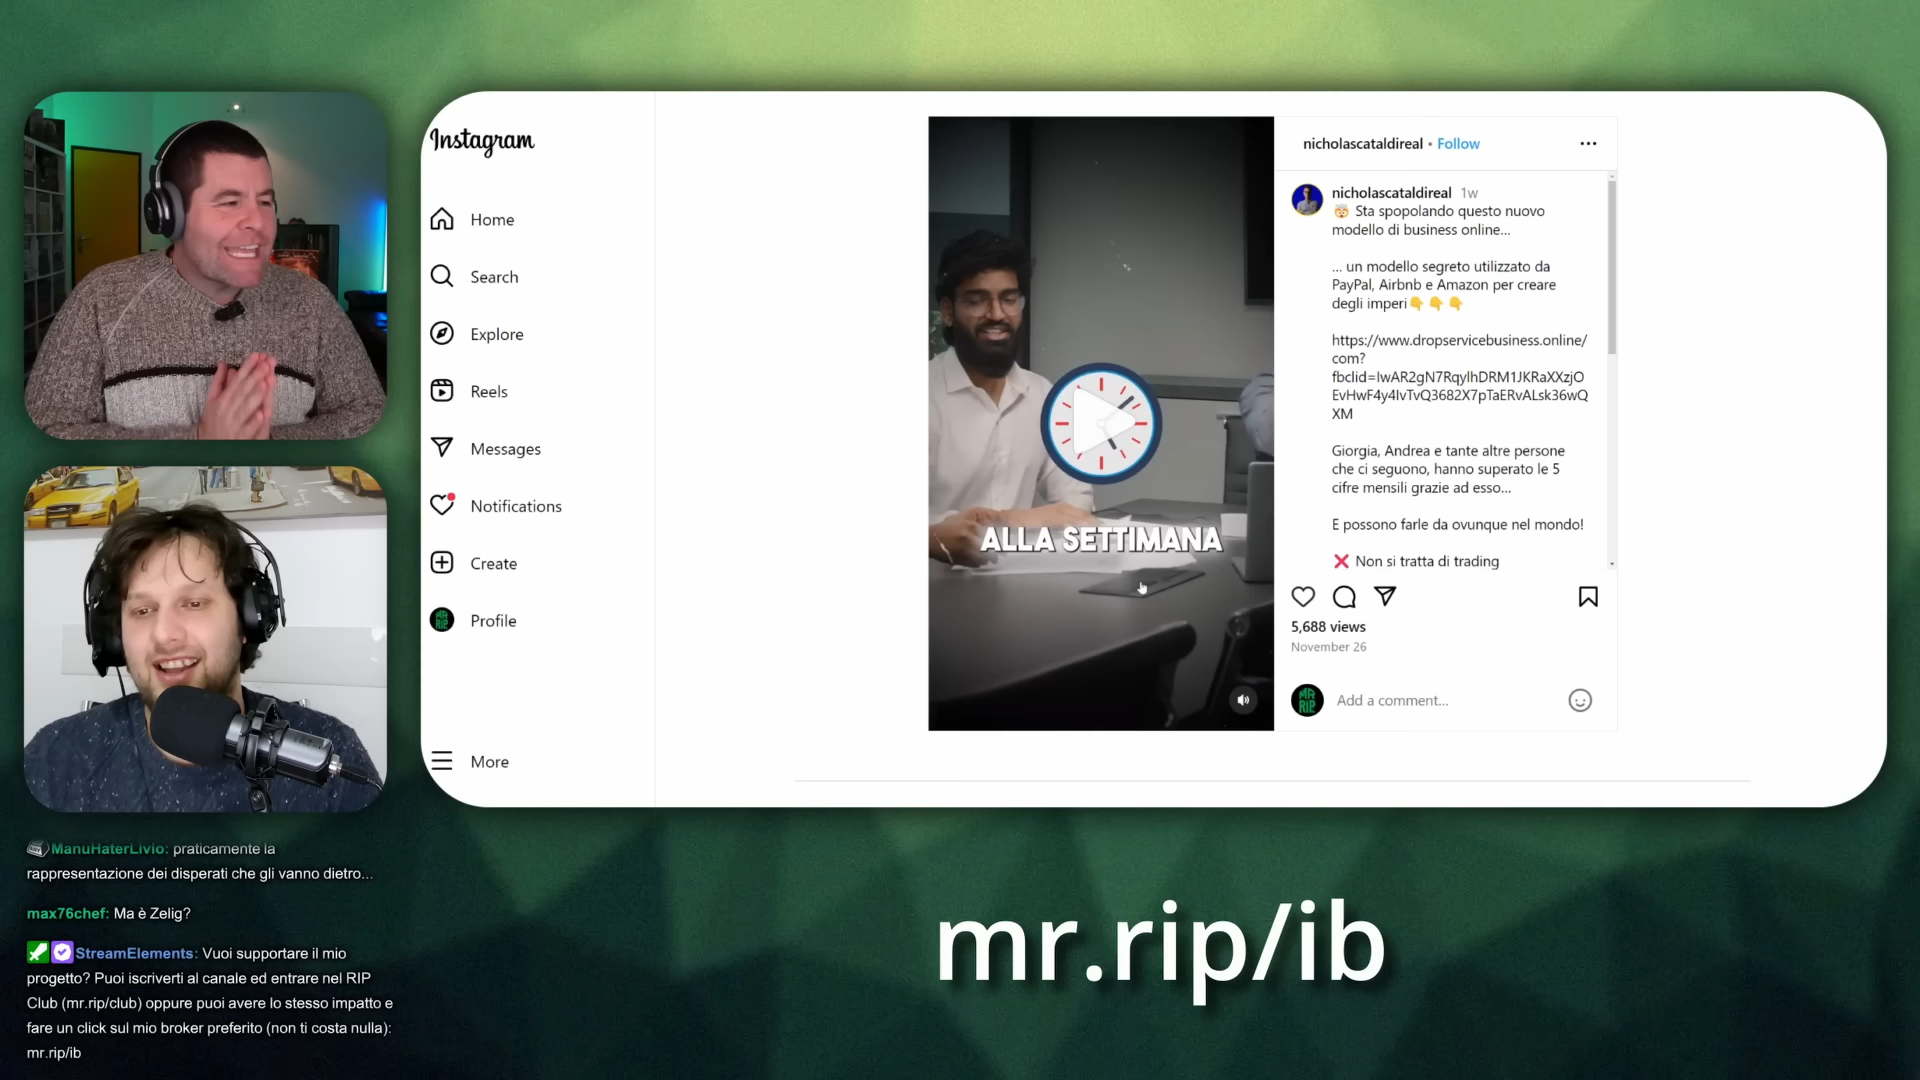 Instagram
Home
Search
Explore
Reels
Messages
Notifications
Create
Profile
More
ALLA SETTIMANA
nicholascataldireal • Follow
nicholascataldireal 1w
🤯 Sta spopolando questo nuovo
modello di business online...
... un modello segreto utilizzato da
PayPal, Airbnb e Amazon per creare
degli imperi👇👇👇
https://www.dropservicebusiness.online/
com?
fbclid=IwAR2gN7RqylhDRM1JKRaXXzjO
EvHwF4y4IvTvQ3682X7pTaERvALsk36wQ
XM
Giorgia, Andrea e tante altre persone
che ci seguono, hanno superato le 5
cifre mensili grazie ad esso...
E possono farle da ovunque nel mondo!
❌ Non si tratta di trading
5,688 views
November 26
MR RIP
Add a comment...
ManuHaterLivio: praticamente la
rappresentazione dei disperati che gli vanno dietro...
max76chef: Ma è Zelig?
StreamElements: Vuoi supportare il mio
progetto? Puoi iscriverti al canale ed entrare nel RIP
Club (mr.rip/club) oppure puoi avere lo stesso impatto e
fare un click sul mio broker preferito (non ti costa nulla):
mr.rip/ib
mr.rip/ib